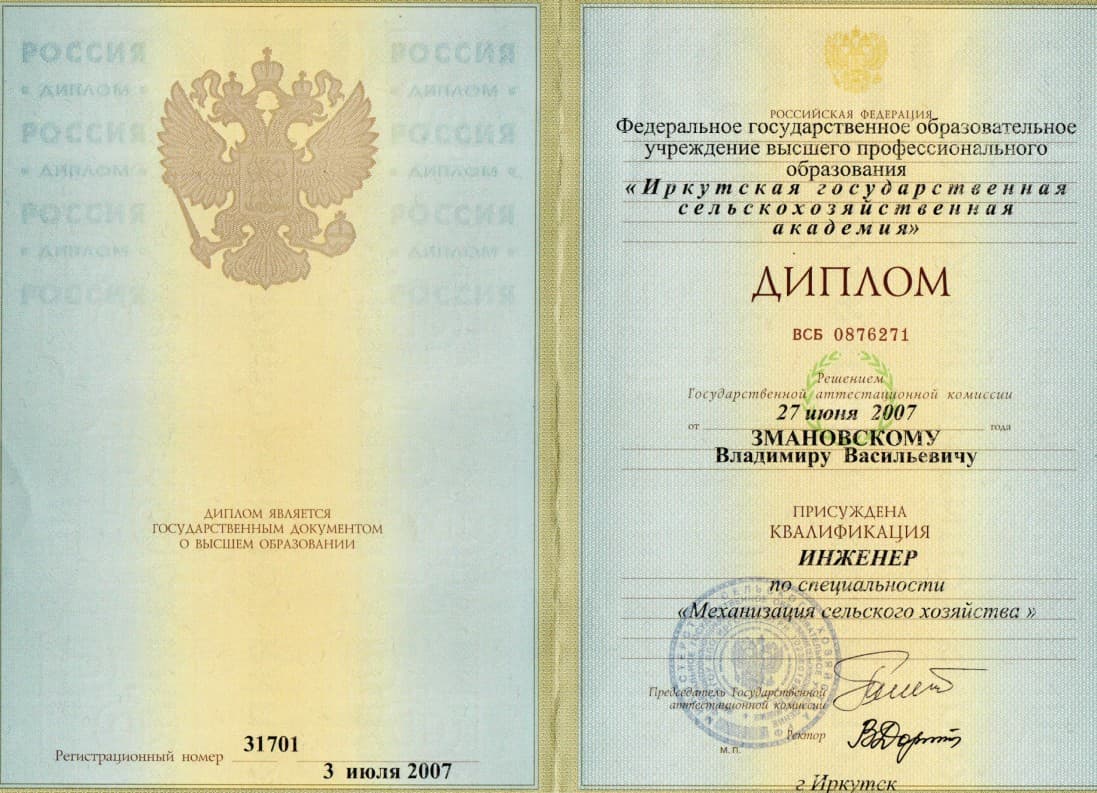 РОССИЯ РОССИЯ
« ДИПЛОМ » « ДИПЛОМ «
РОССИЯ РОССИЯ
« ДИПЛОМ » « ДИПЛОМ «
РОССИЯ РОССИЯ
« ДИПЛОМ « « ДИПЛОМ «
РОССИЯ РОССИЯ
ДИПЛОМ ЯВЛЯЕТСЯ
ГОСУДАРСТВЕННЫМ ДОКУМЕНТОМ
О ВЫСШЕМ ОБРАЗОВАНИИ
Регистрационный номер 31701
3 июля 2007
РОССИЙСКАЯ ФЕДЕРАЦИЯ
Федеральное государственное образовательное
учреждение высшего профессионального
образования
«Иркутская государственная
сельскохозяйственная
академия»
ДИПЛОМ
ВСБ 0876271
Решением
Государственной аттестационной комиссии
от 27 июня 2007 года
ЗМАНОВСКОМУ
Владимиру Васильевичу
ПРИСУЖДЕНА
КВАЛИФИКАЦИЯ
ИНЖЕНЕР
по специальности
«Механизация сельского хозяйства »
Председатель Государственной
аттестационной комиссии
Ректор
М.П.
г Иркутск